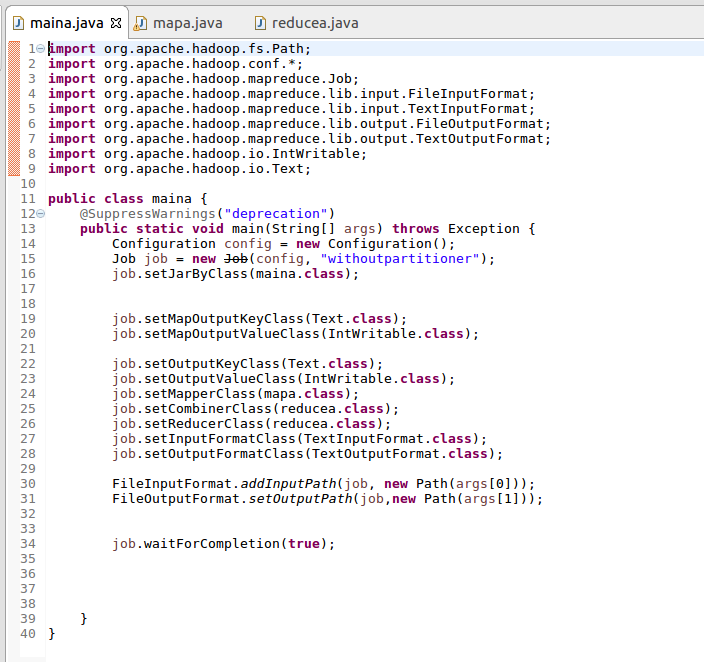 maina.java mapa.java reducea.java
1 import org.apache.hadoop.fs.Path;
2 import org.apache.hadoop.conf.*;
3 import org.apache.hadoop.mapreduce.Job;
4 import org.apache.hadoop.mapreduce.lib.input.FileInputFormat;
5 import org.apache.hadoop.mapreduce.lib.input.TextInputFormat;
6 import org.apache.hadoop.mapreduce.lib.output.FileOutputFormat;
7 import org.apache.hadoop.mapreduce.lib.output.TextOutputFormat;
8 import org.apache.hadoop.io.IntWritable;
9 import org.apache.hadoop.io.Text;
10
11 public class maina {
12     @SuppressWarnings("deprecation")
13     public static void main(String[] args) throws Exception {
14         Configuration config = new Configuration();
15         Job job = new Job(config, "withoutpartitioner");
16         job.setJarByClass(maina.class);
17
18
19         job.setMapOutputKeyClass(Text.class);
20         job.setMapOutputValueClass(IntWritable.class);
21
22         job.setOutputKeyClass(Text.class);
23         job.setOutputValueClass(IntWritable.class);
24         job.setMapperClass(mapa.class);
25         job.setCombinerClass(reducea.class);
26         job.setReducerClass(reducea.class);
27         job.setInputFormatClass(TextInputFormat.class);
28         job.setOutputFormatClass(TextOutputFormat.class);
29
30         FileInputFormat.addInputPath(job, new Path(args[0]));
31         FileOutputFormat.setOutputPath(job,new Path(args[1]));
32
33
34         job.waitForCompletion(true);
35
36
37
38
39     }
40 }